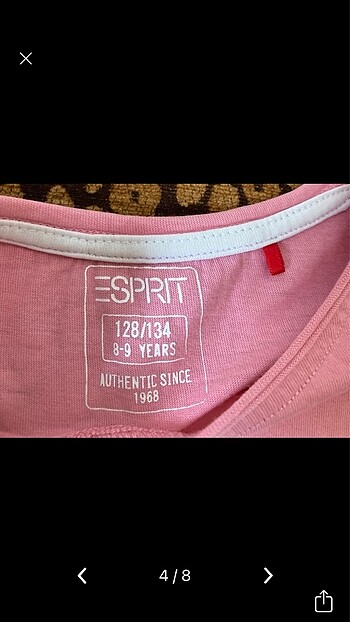 ESPRIT
128/134
8-9 YEARS
AUTHENTIC SINCE
1968
4/8